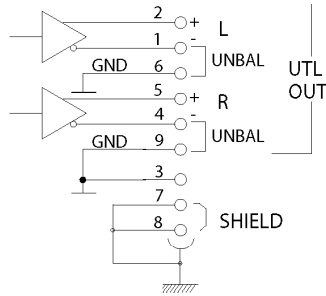 2 + L
1 -
UNBAL
GND 6
UTL
OUT
5 + R
4 -
UNBAL
GND 9
3
7
SHIELD
8